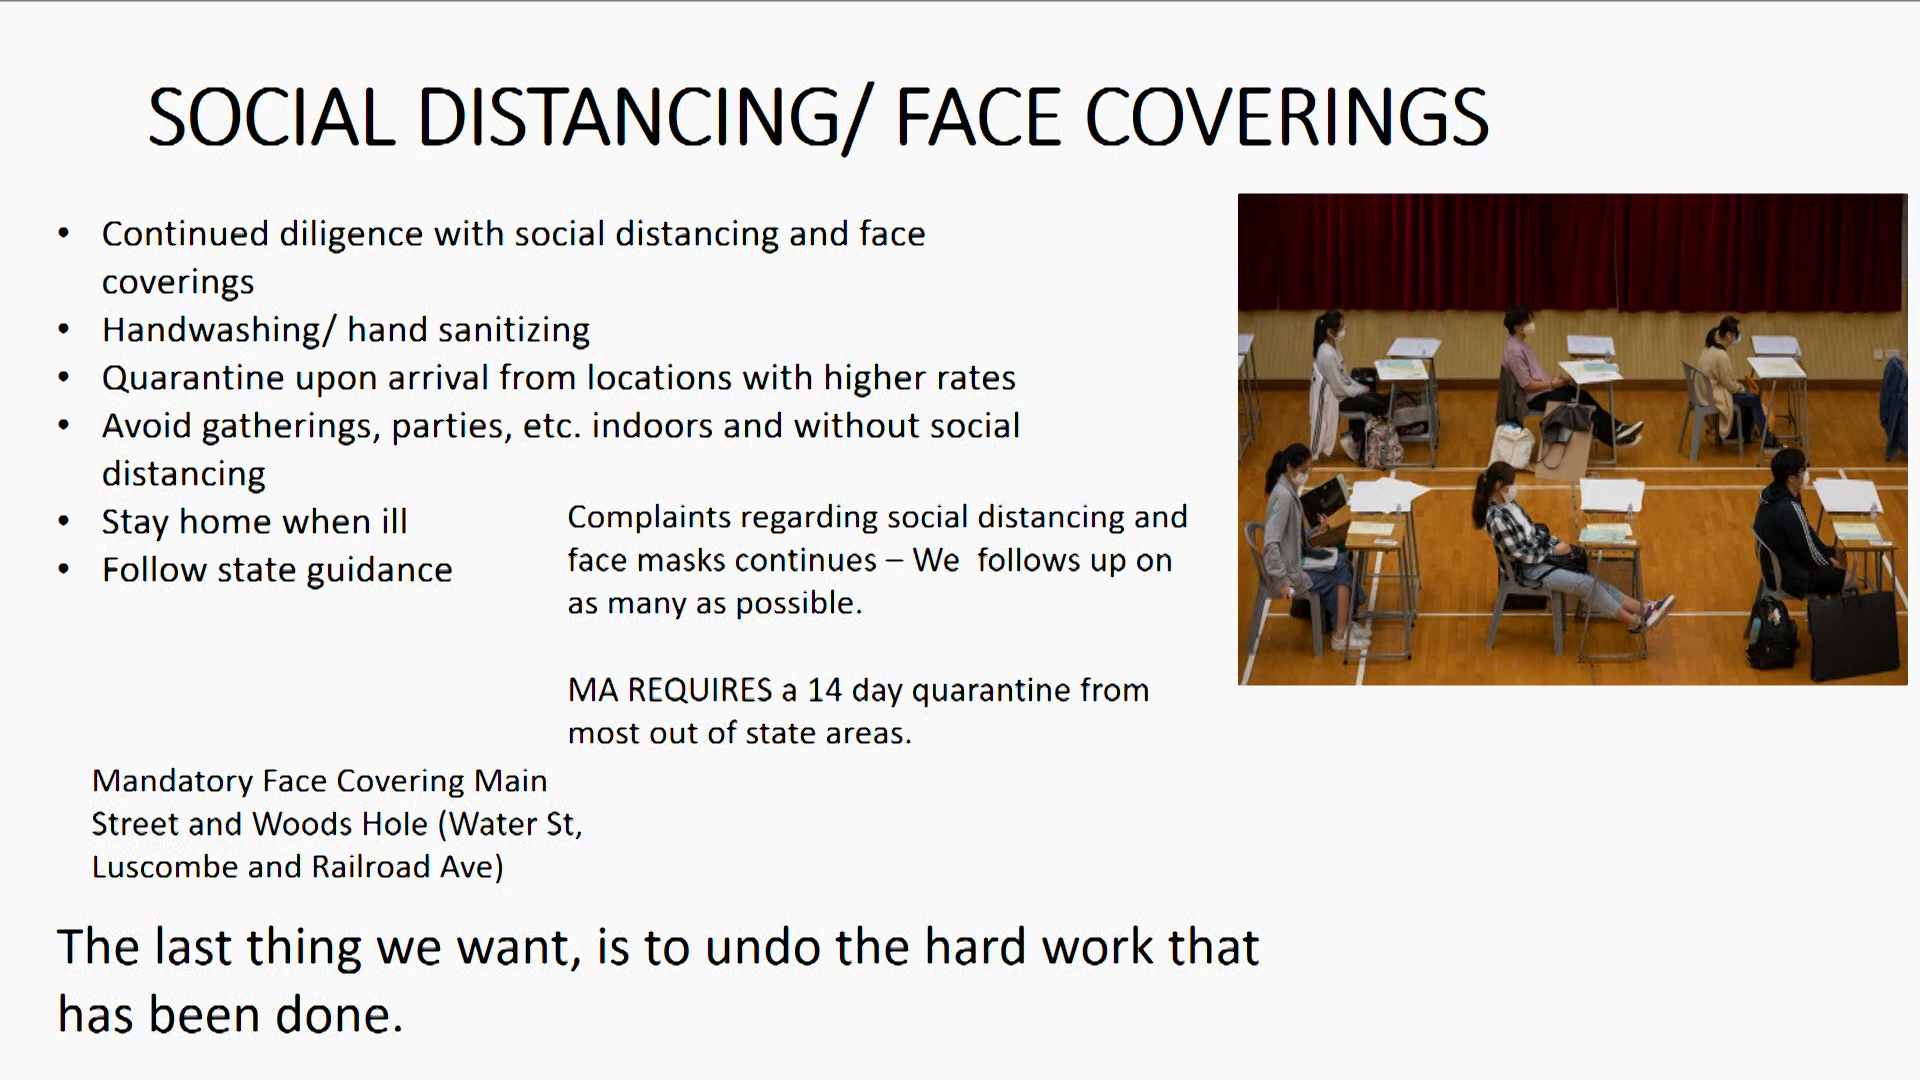 SOCIAL DISTANCING/ FACE COVERINGS
• Continued diligence with social distancing and face
coverings
• Handwashing/ hand sanitizing
• Quarantine upon arrival from locations with higher rates
• Avoid gatherings, parties, etc. indoors and without social
distancing
• Stay home when ill
• Follow state guidance
Complaints regarding social distancing and
face masks continues – We  follows up on
as many as possible.
MA REQUIRES a 14 day quarantine from
most out of state areas.
Mandatory Face Covering Main
Street and Woods Hole (Water St,
Luscombe and Railroad Ave)
The last thing we want, is to undo the hard work that
has been done.